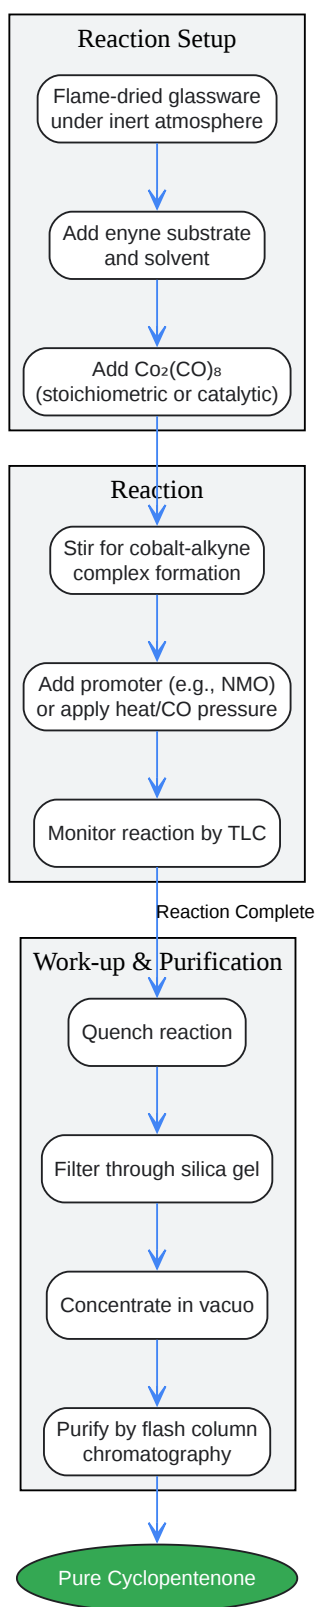 Reaction Setup
Flame-dried glassware
under inert atmosphere
Add enyne substrate
and solvent
Add Co₂(CO)₈
(stoichiometric or catalytic)
Reaction
Stir for cobalt-alkyne
complex formation
Add promoter (e.g., NMO)
or apply heat/CO pressure
Monitor reaction by TLC
Reaction Complete
Work-up & Purification
Quench reaction
Filter through silica gel
Concentrate in vacuo
Purify by flash column
chromatography
Pure Cyclopentenone